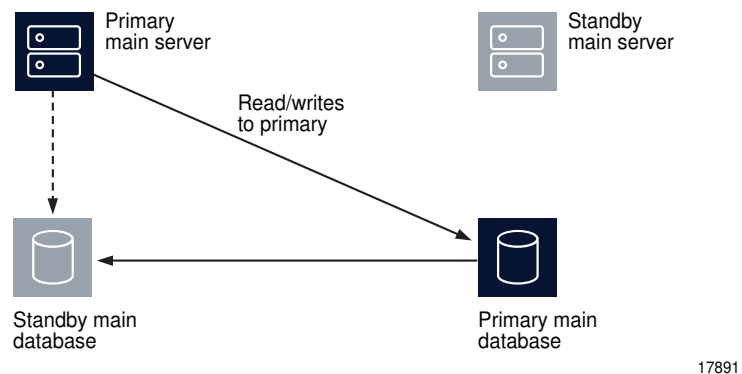 Primary
main server
Standby
main server
Read/writes
to primary
Standby main
database
Primary main
database
17891